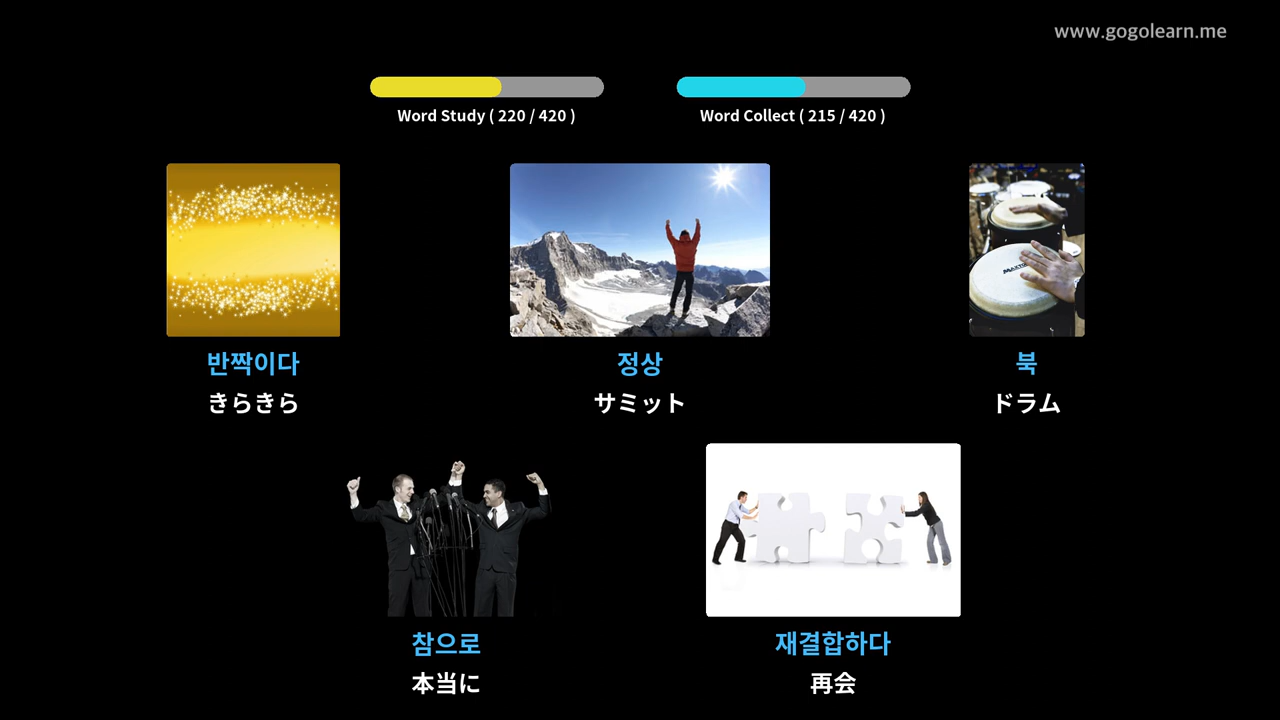 www.gogolearn.me
Word Study ( 220 / 420 )
Word Collect ( 215 / 420 )
반짝이다
きらきら
정상
サミット
북
ドラム
참으로
本当に
재결합하다
再会